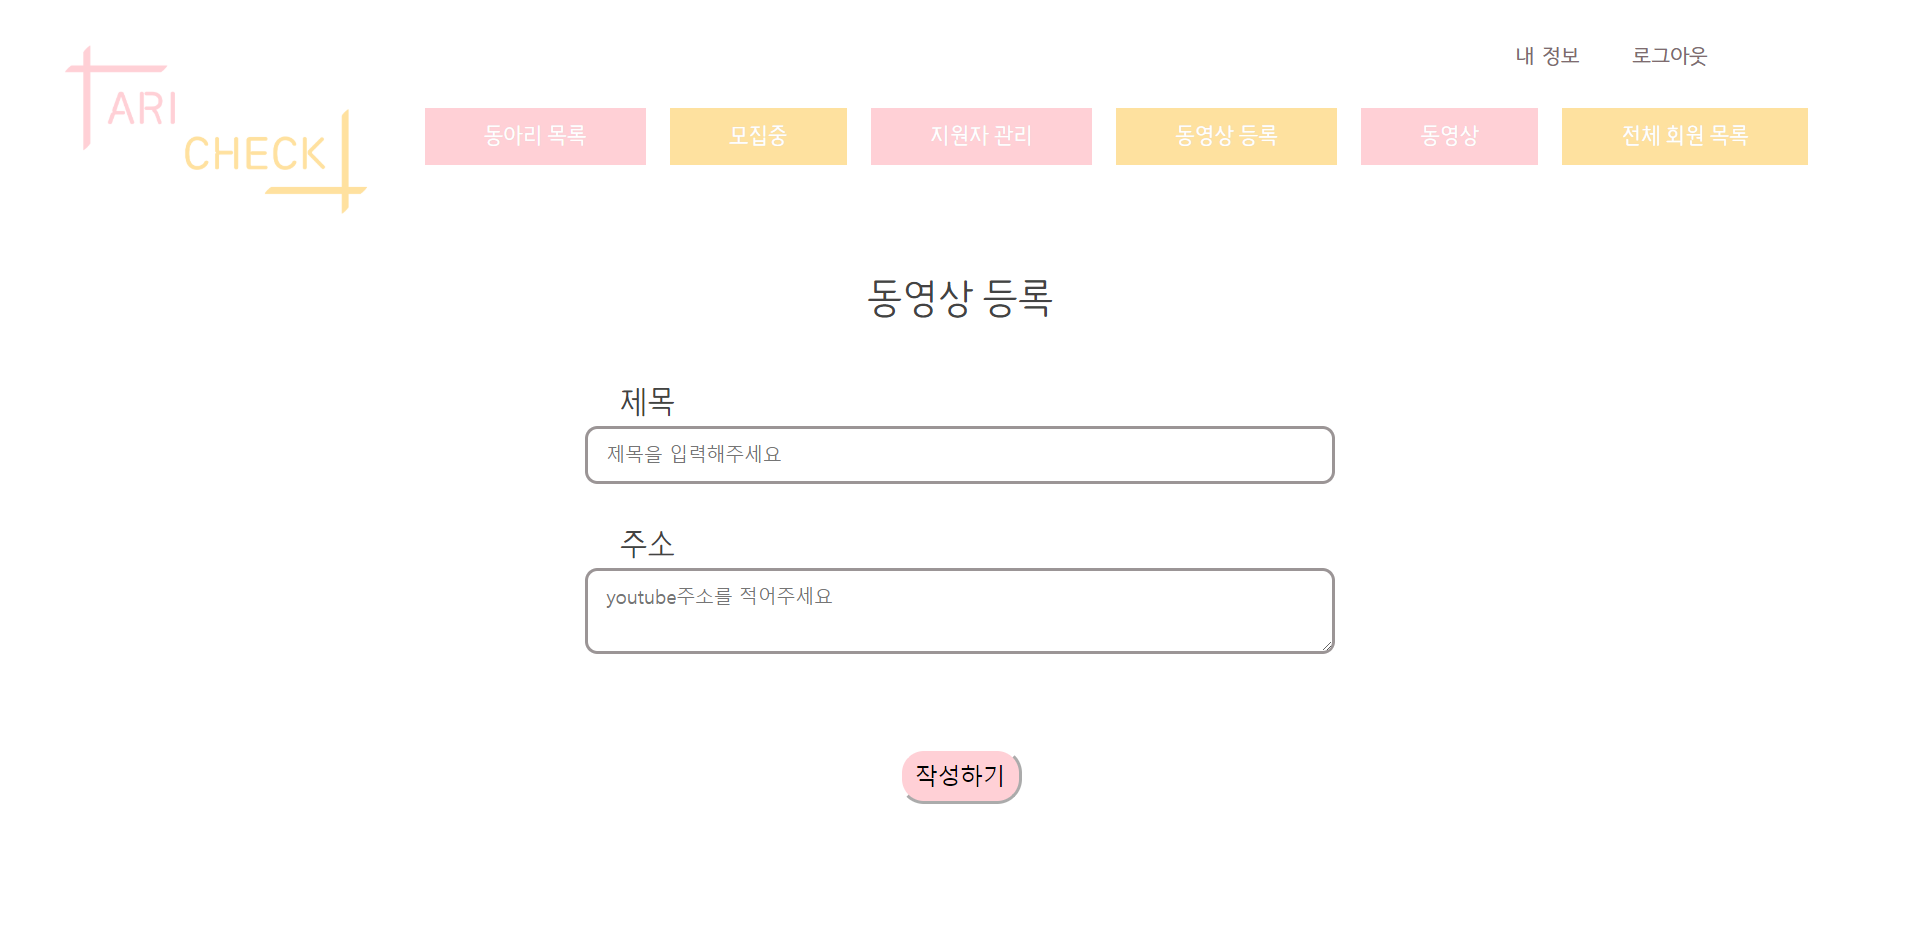 내 정보 로그아웃
TARI
CHECK
동아리 목록 모집중 지원자 관리 동영상 등록 동영상 전체 회원 목록
동영상 등록
제목
제목을 입력해주세요
주소
youtube주소를 적어주세요
작성하기